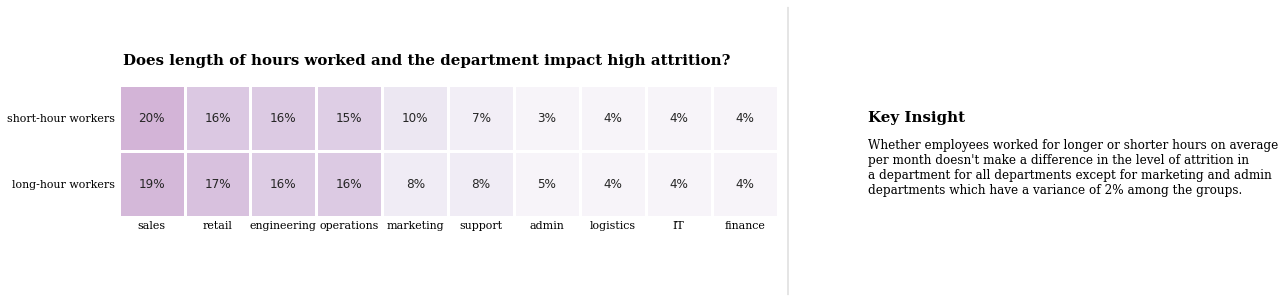 Does length of hours worked and the department impact high attrition?
short-hour workers 20% 16% 16% 15% 10% 7% 3% 4% 4% 4%
long-hour workers 19% 17% 16% 16% 8% 8% 5% 4% 4% 4%
sales retail engineering operations marketing support admin logistics IT finance
Key Insight
Whether employees worked for longer or shorter hours on average
per month doesn't make a difference in the level of attrition in
a department for all departments except for marketing and admin
departments which have a variance of 2% among the groups.